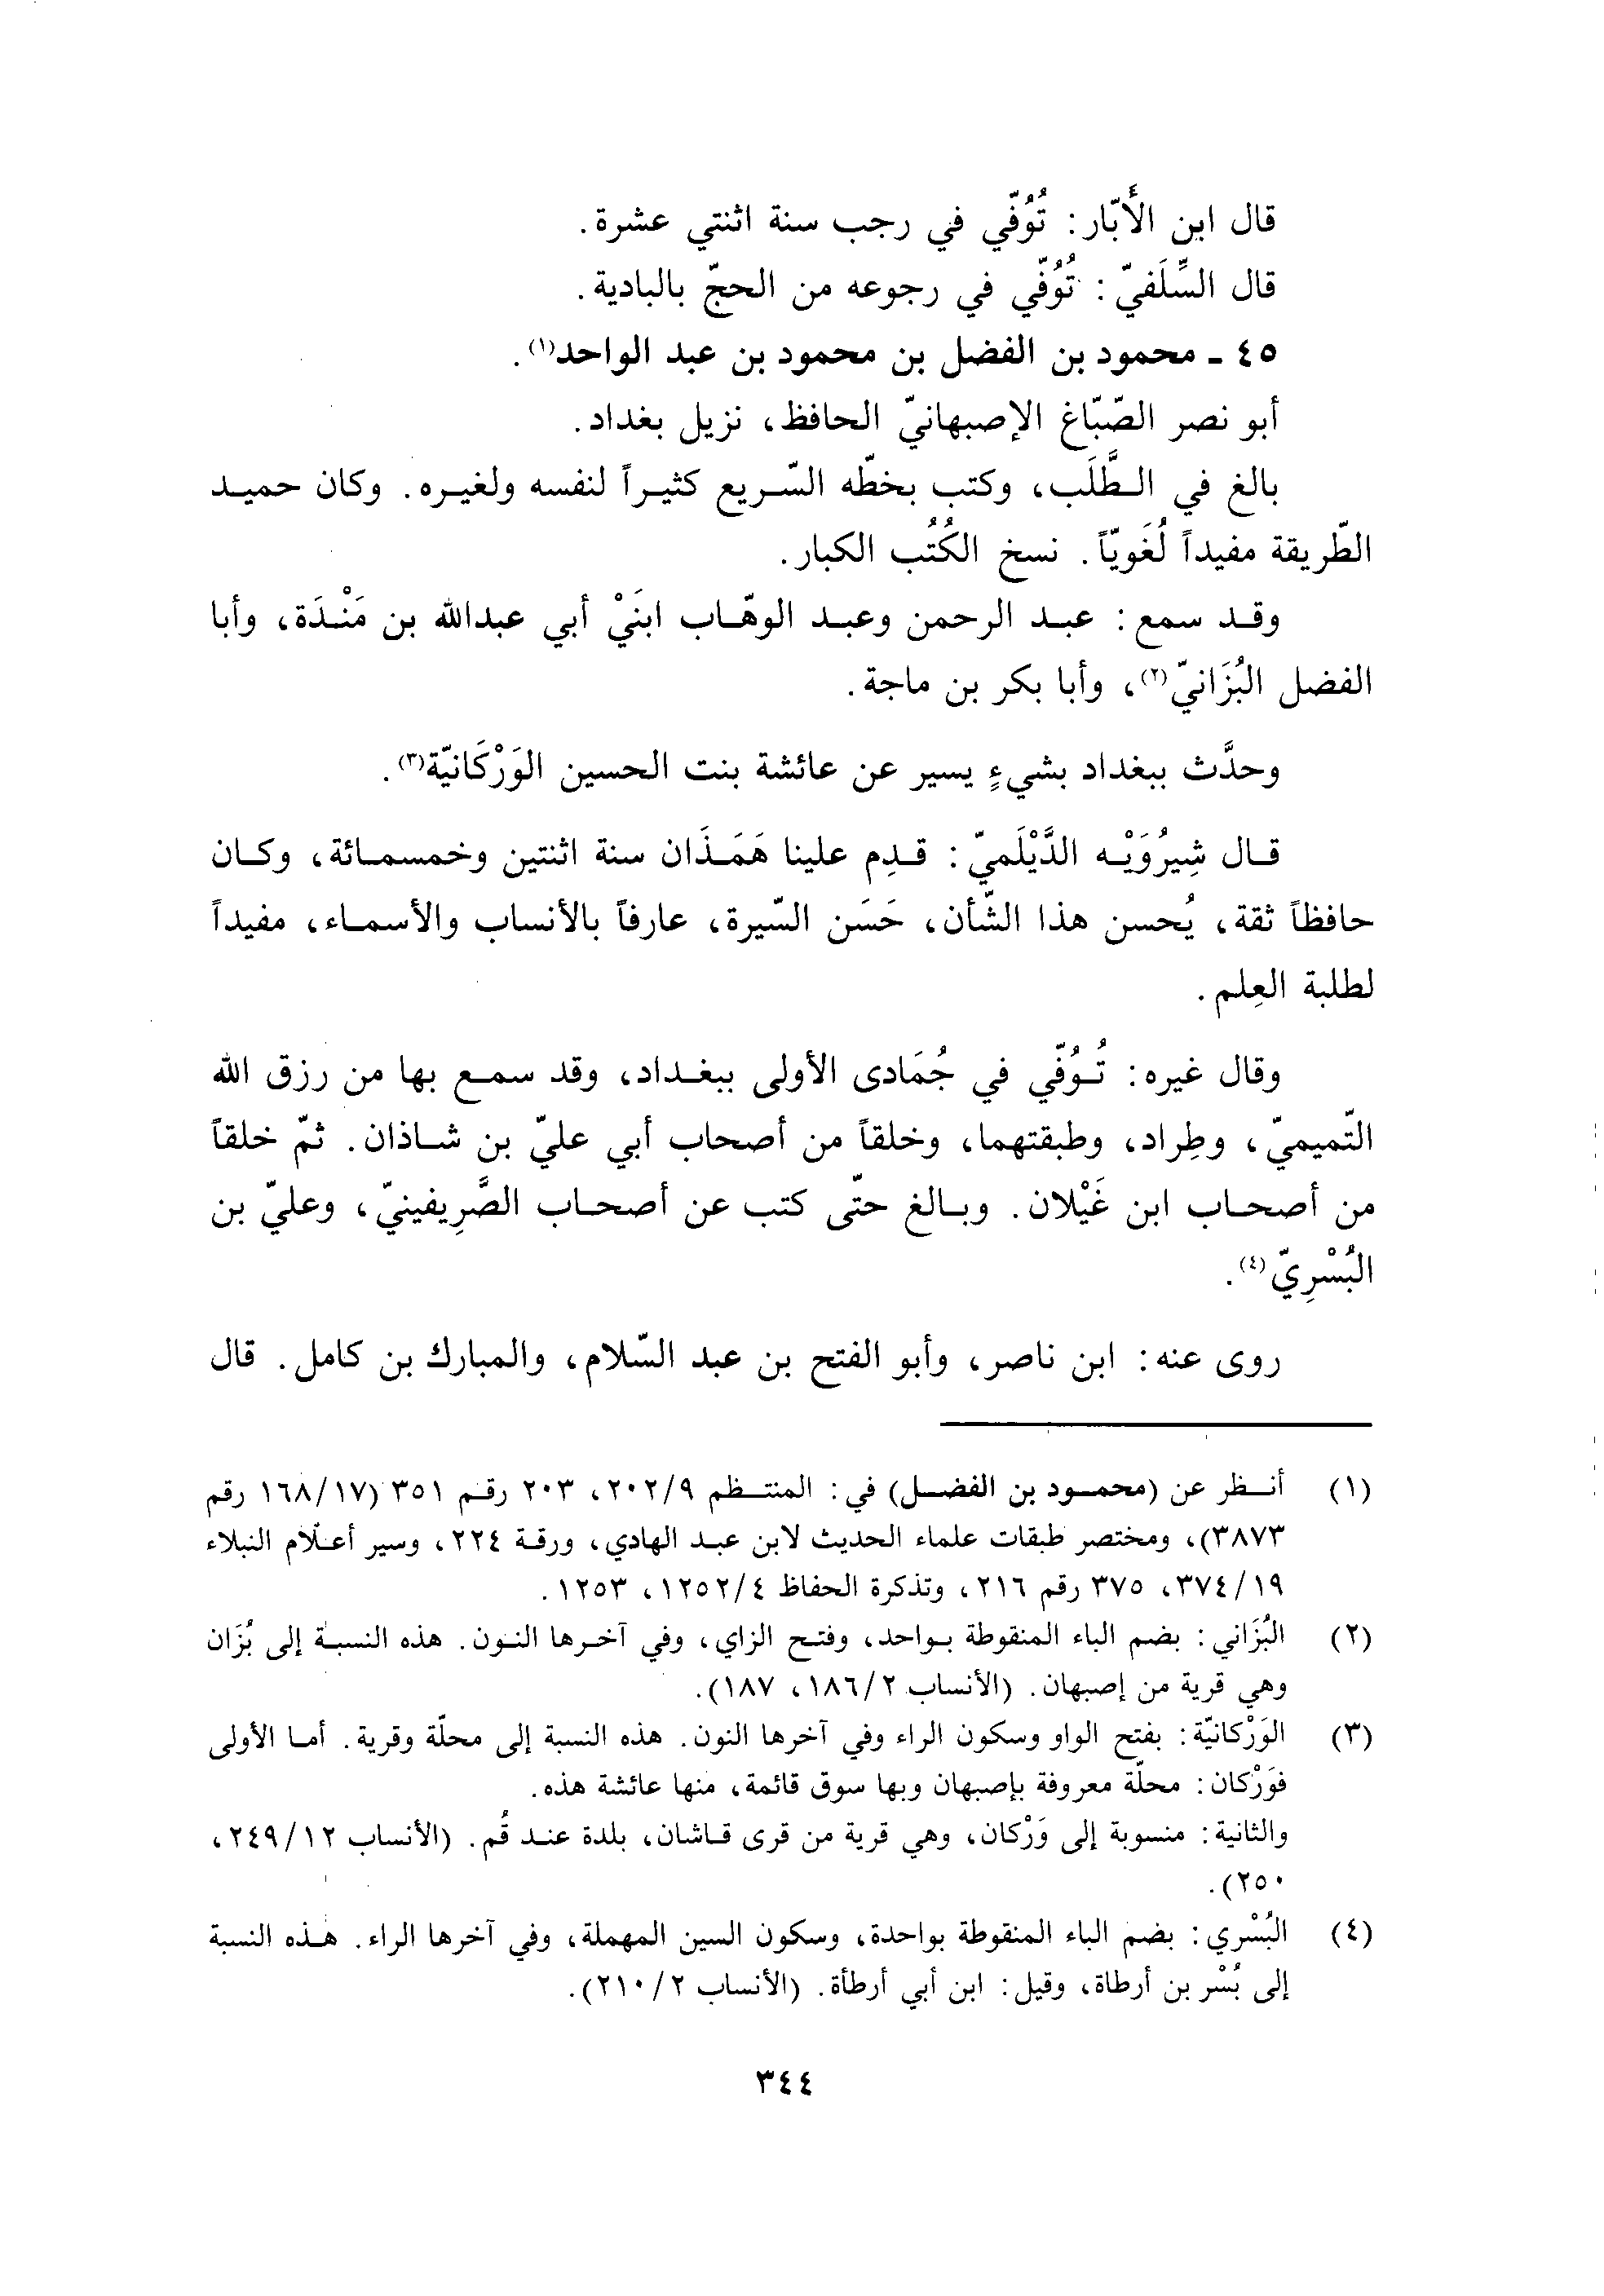 قال ابن الأَبّار: تُوُفّي في رجب سنة اثنتي عشرة.
قال السِّلَفيّ: تُوُفّي في رجوعه من الحجّ بالبادية.
٤٥ ـ محمود بن الفضل بن محمود بن عبد الواحد(١).
أبو نصر الصّبّاغ الإصبهانيّ الحافظ، نزيل بغداد.
بالغ في الطَّلَب، وكتب بخطّه السّريع كثيراً لنفسه ولغيره. وكان حميد
الطّريقة مفيداً لُغَويّاً. نسخ الكُتُب الكبار.
وقد سمع: عبد الرحمن وعبد الوهّاب ابنَيْ أبي عبدالله بن مَنْدَة، وأبا
الفضل البُزَانيّ(٢)، وأبا بكر بن ماجة.
وحدَّث ببغداد بشيءٍ يسير عن عائشة بنت الحسين الوَرْكَانيّة(٣).
قال شِيرُوَيْه الدَّيْلَميّ: قدِم علينا هَمَذَان سنة اثنتين وخمسمائة، وكان
حافظاً ثقة، يُحسن هذا الشّأن، حَسَن السّيرة، عارفاً بالأنساب والأسماء، مفيداً
لطلبة العِلم.
وقال غيره: تُوُفّي في جُمَادى الأولى ببغداد، وقد سمع بها من رزق الله
التّميميّ، وطِراد، وطبقتهما، وخلقاً من أصحاب أبي عليّ بن شاذان. ثمّ خلقاً
من أصحاب ابن غَيْلان. وبالغ حتّى كتب عن أصحاب الصَّرِيفينيّ، وعليّ بن
البُسْرِيّ(٤).
روى عنه: ابن ناصر، وأبو الفتح بن عبد السّلام، والمبارك بن كامل. قال
(١) أنظر عن (محمود بن الفضل) في: المنتظم ٢٠٢/٩، ٢٠٣ رقم ٣٥١ (١٦٨/١٧ رقم
٣٨٧٣)، ومختصر طبقات علماء الحديث لابن عبد الهادي، ورقة ٢٢٤، وسير أعلام النبلاء
٣٧٤/١٩، ٣٧٥ رقم ٢١٦، وتذكرة الحفاظ ١٢٥٢/٤، ١٢٥٣.
(٢) البُزَاني: بضم الباء المنقوطة بواحد، وفتح الزاي، وفي آخرها النون. هذه النسبة إلى بُزَان
وهي قرية من إصبهان. (الأنساب ١٨٦/٢، ١٨٧).
(٣) الوَرْكانيّة: بفتح الواو وسكون الراء وفي آخرها النون. هذه النسبة إلى محلّة وقرية. أما الأولى
فوَرْكان: محلّة معروفة بإصبهان وبها سوق قائمة، منها عائشة هذه.
والثانية: منسوبة إلى وَرْكان، وهي قرية من قرى قاشان، بلدة عند قُم. (الأنساب ٢٤٩/١٢،
٢٥٠).
(٤) البُسْري: بضم الباء المنقوطة بواحدة، وسكون السين المهملة، وفي آخرها الراء. هذه النسبة
إلى بُسْر بن أرطاة، وقيل: ابن أبي أرطأة. (الأنساب ٢١٠/٢).
٣٤٤